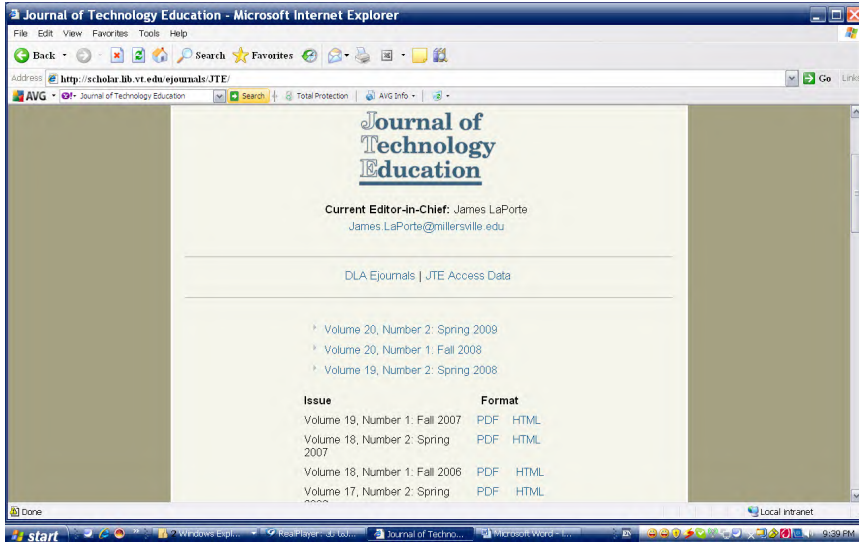 Journal of Technology Education - Microsoft Internet Explorer
File Edit View Favorites Tools Help
Back Search Favorites
Address http://scholar.lib.vt.edu/ejournals/JTE/ Go Links
AVG Journal of Technology Education Search Total Protection AVG Info
Journal of
Technology
Education
Current Editor-in-Chief: James LaPorte
James.LaPorte@millersville.edu
DLA Ejournals | JTE Access Data
Volume 20, Number 2: Spring 2009
Volume 20, Number 1: Fall 2008
Volume 19, Number 2: Spring 2008
Issue Format
Volume 19, Number 1: Fall 2007 PDF HTML
Volume 18, Number 2: Spring PDF HTML
2007
Volume 18, Number 1: Fall 2006 PDF HTML
Volume 17, Number 2: Spring PDF HTML
Done Local intranet
start 2 Windows Expl... RealPlayer: Journal of Techno... Microsoft Word - 9:39 PM